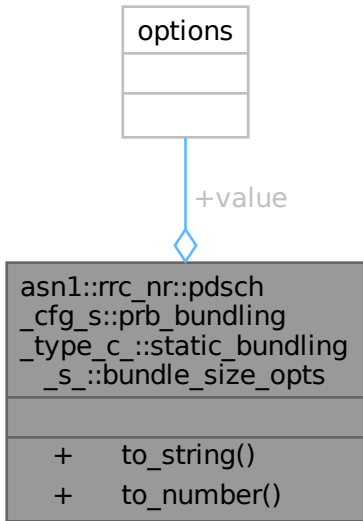 options
+value
asn1::rrc_nr::pdsch
_cfg_s::prb_bundling
_type_c_::static_bundling
_s_::bundle_size_opts
+ to_string()
+ to_number()